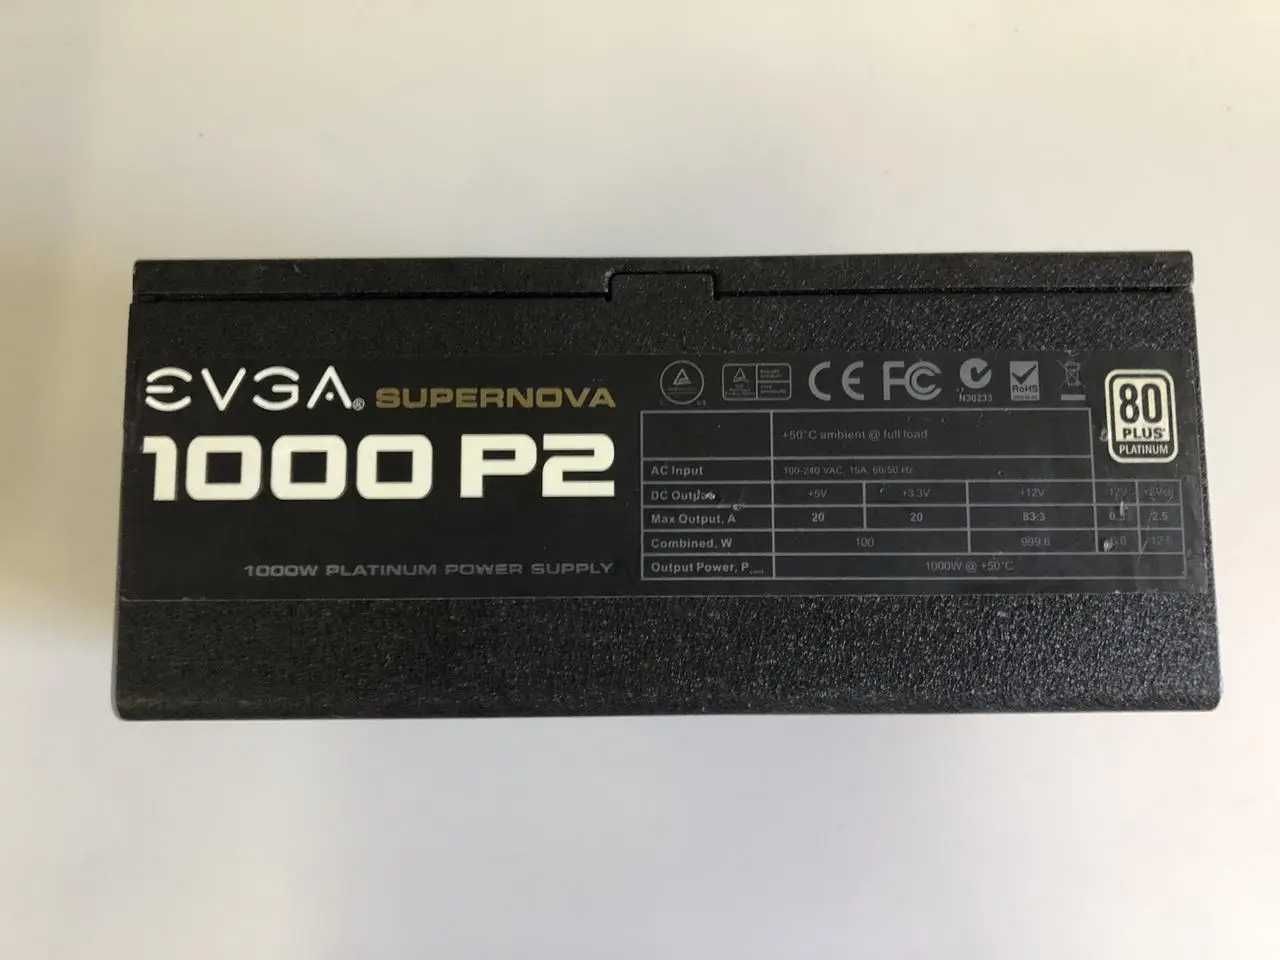 EVGA® SUPERNOVA
1000 P2
1000W PLATINUM POWER SUPPLY
CE FC N30233 RoHS
80
PLUS®
PLATINUM
+50°C ambient @ full load
AC Input 100-240 VAC, 15A, 60/50 Hz
DC Output +5V +3.3V +12V -12V
Max Output, A 20 20 83.3 2.5
Combined, W 100 999.6
Output Power, P 1000W @ +50°C